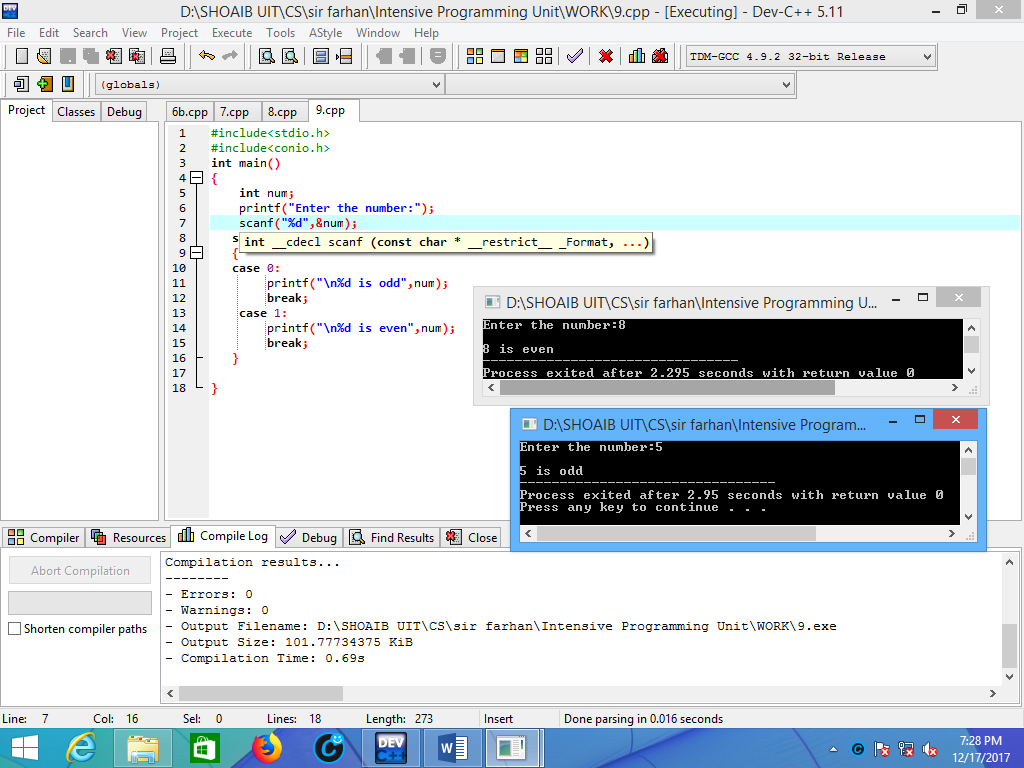 D:\SHOAIB UIT\CS\sir farhan\Intensive Programming Unit\WORK\9.cpp - [Executing] - Dev-C++ 5.11
File Edit Search View Project Execute Tools AStyle Window Help
TDM-GCC 4.9.2 32-bit Release
(globals)
Project Classes Debug
6b.cpp 7.cpp 8.cpp 9.cpp
1 #include<stdio.h>
2 #include<conio.h>
3 int main()
4 {
5 int num;
6 printf("Enter the number:");
7 scanf("%d",&num);
8 s
int __cdecl scanf (const char * __restrict__ _Format, ...)
9 {
10 case 0:
11 printf("\n%d is odd",num);
12 break;
13 case 1:
14 printf("\n%d is even",num);
15 break;
16 }
17
18 }
D:\SHOAIB UIT\CS\sir farhan\Intensive Programming U...
Enter the number:8
8 is even
--------------------------------
Process exited after 2.295 seconds with return value 0
D:\SHOAIB UIT\CS\sir farhan\Intensive Program...
Enter the number:5
5 is odd
--------------------------------
Process exited after 2.95 seconds with return value 0
Press any key to continue . . .
Compiler Resources Compile Log Debug Find Results Close
Abort Compilation
Shorten compiler paths
Compilation results...
--------
- Errors: 0
- Warnings: 0
- Output Filename: D:\SHOAIB UIT\CS\sir farhan\Intensive Programming Unit\WORK\9.exe
- Output Size: 101.77734375 KiB
- Compilation Time: 0.69s
Line: 7 Col: 16 Sel: 0 Lines: 18 Length: 273 Insert Done parsing in 0.016 seconds
DEV C++
7:28 PM
12/17/2017